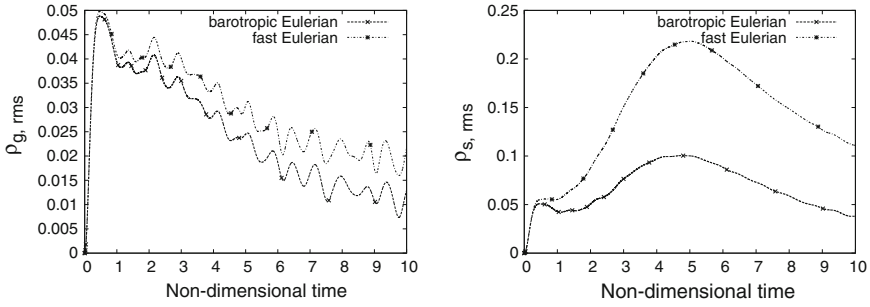 0.05
0.045
0.04
0.035
0.03
0.025
0.02
0.015
0.01
0.005
0
ρg, rms
barotropic Eulerian
fast Eulerian
0 1 2 3 4 5 6 7 8 9 10
Non-dimensional time
0.25
0.2
0.15
0.1
0.05
0
ρs, rms
barotropic Eulerian
fast Eulerian
0 1 2 3 4 5 6 7 8 9 10
Non-dimensional time